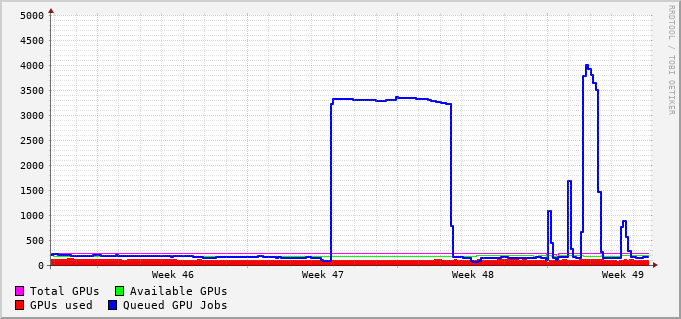 5000
4500
4000
3500
3000
2500
2000
1500
1000
500
0
Week 46 Week 47 Week 48 Week 49
Total GPUs Available GPUs
GPUs used Queued GPU Jobs
RRDTOOL / TOBI OETIKER